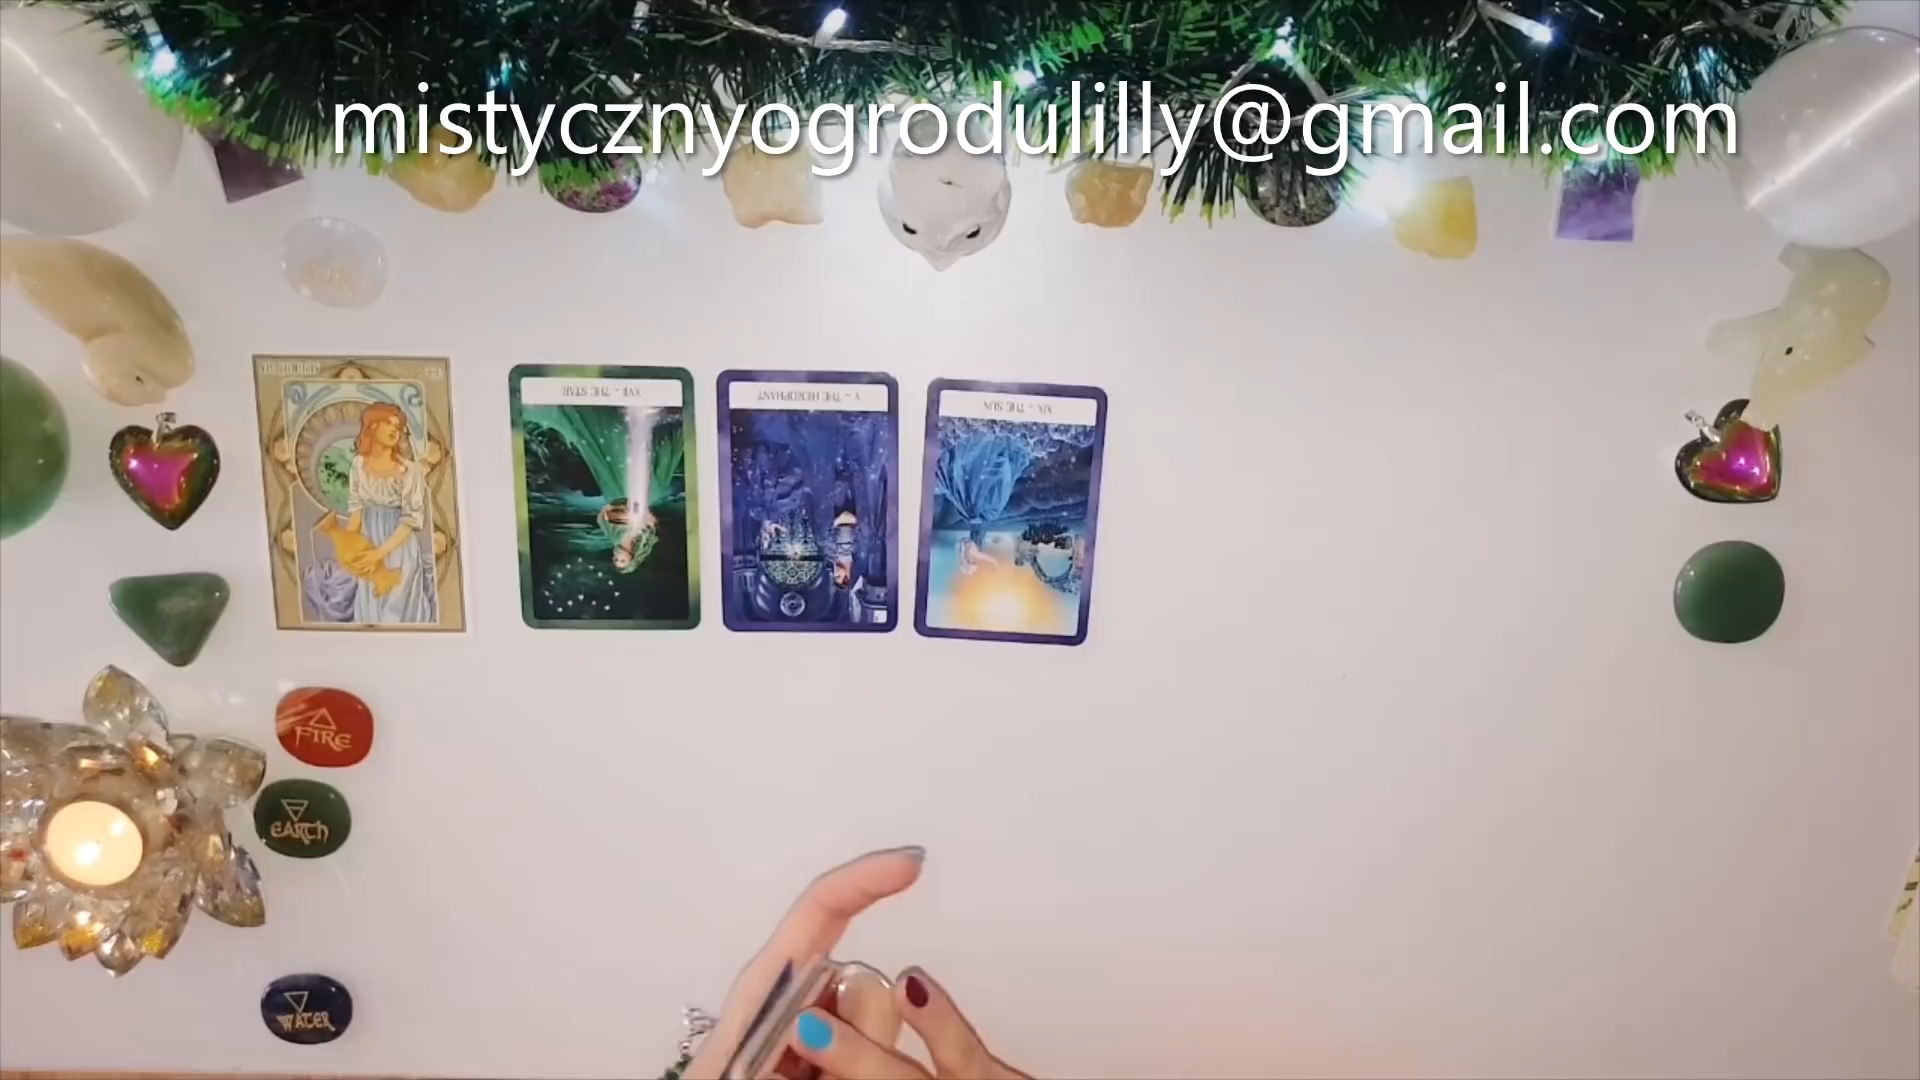 mistycznyogrodulilly@gmail.com
XVII - THE STAR
V - THE HIEROPHANT
XIX - THE SUN
FIRE
EARTH
WATER